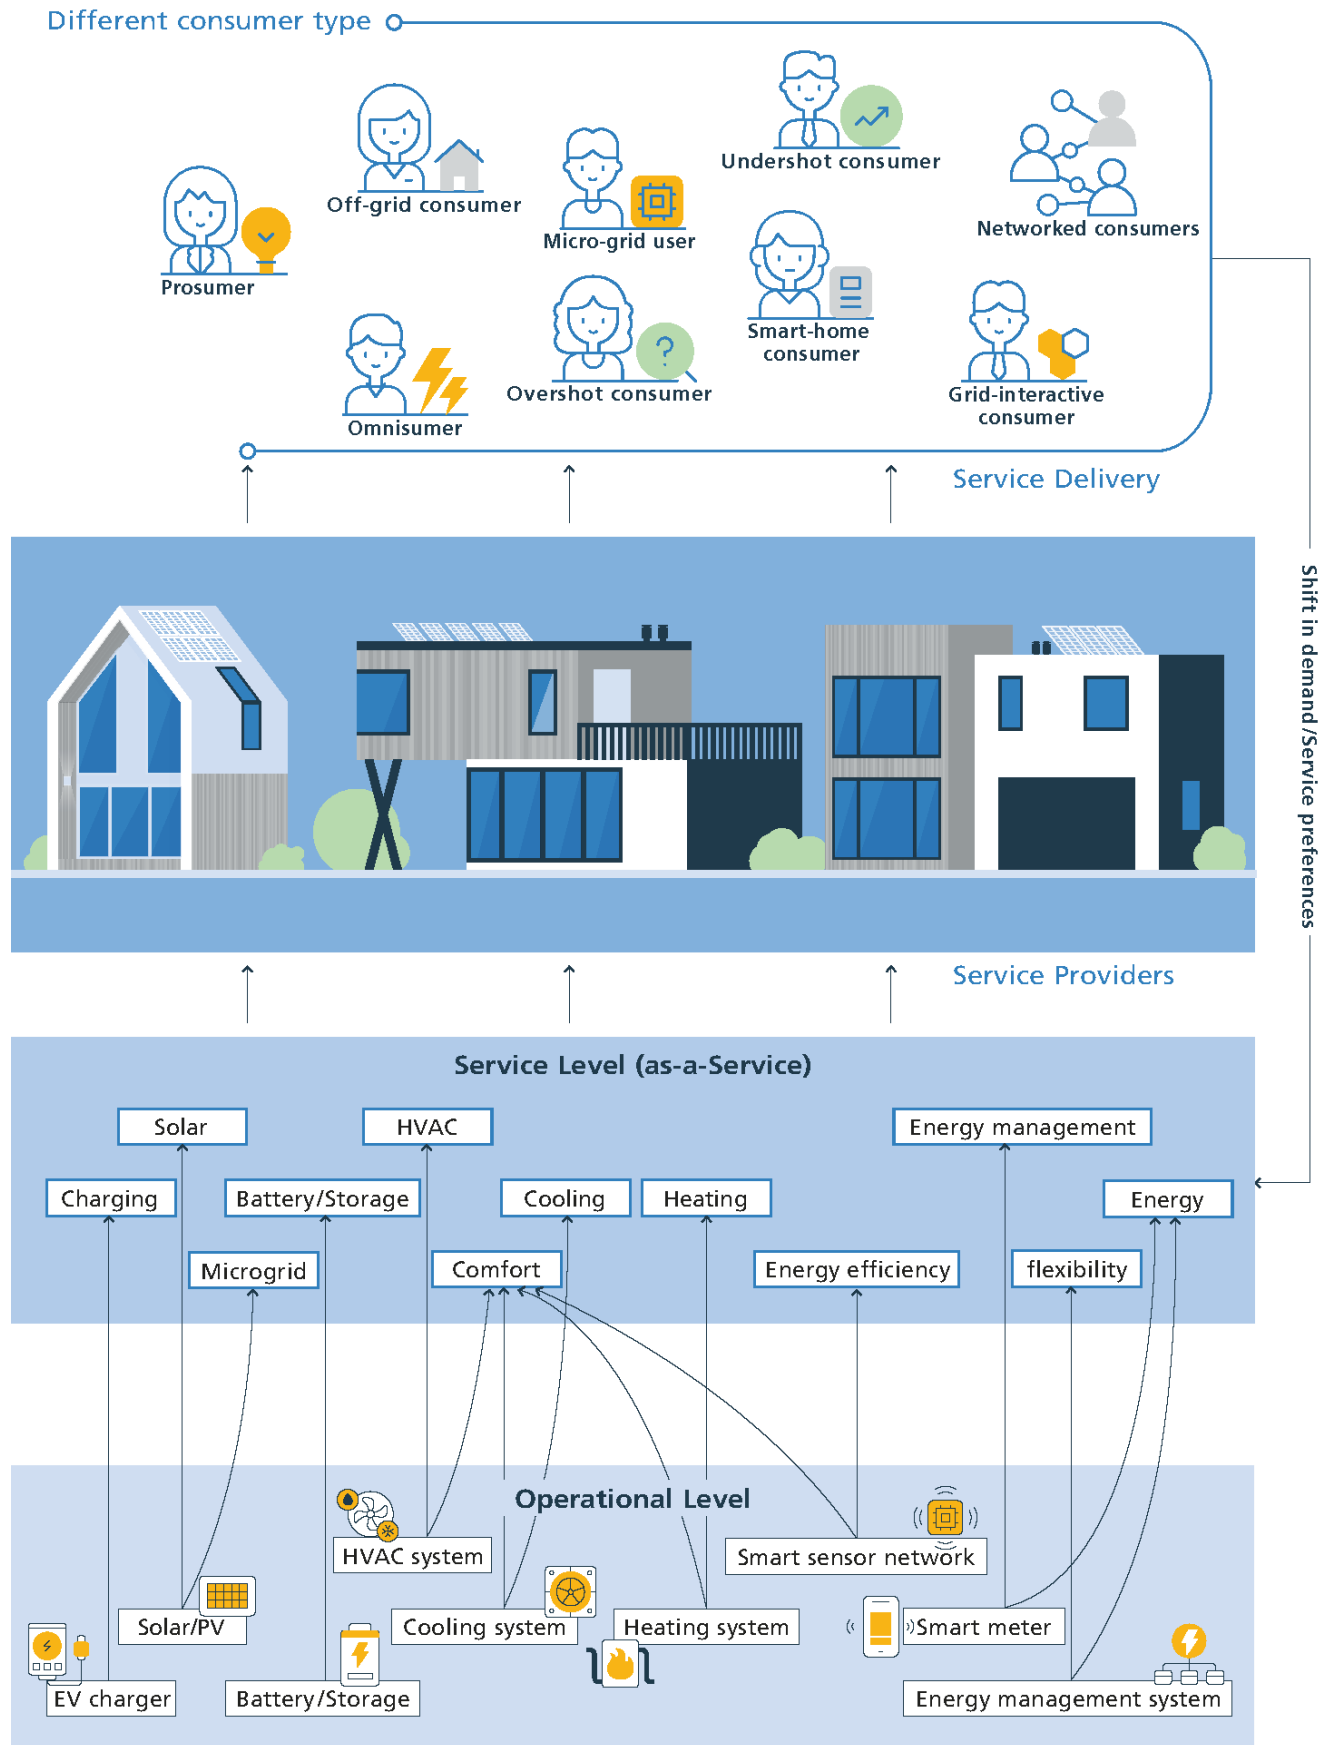 Different consumer type
Undershot consumer
Off-grid consumer
Networked consumers
Micro-grid user
Prosumer
Smart-home
consumer
Overshot consumer
Grid-interactive
consumer
Omnisumer
Service Delivery
Shift in demand/Service preferences
Service Providers
Service Level (as-a-Service)
Solar
HVAC
Energy management
Charging
Battery/Storage
Cooling
Heating
Energy
Microgrid
Comfort
Energy efficiency
flexibility
Operational Level
HVAC system
Smart sensor network
Solar/PV
Cooling system
Heating system
Smart meter
EV charger
Battery/Storage
Energy management system